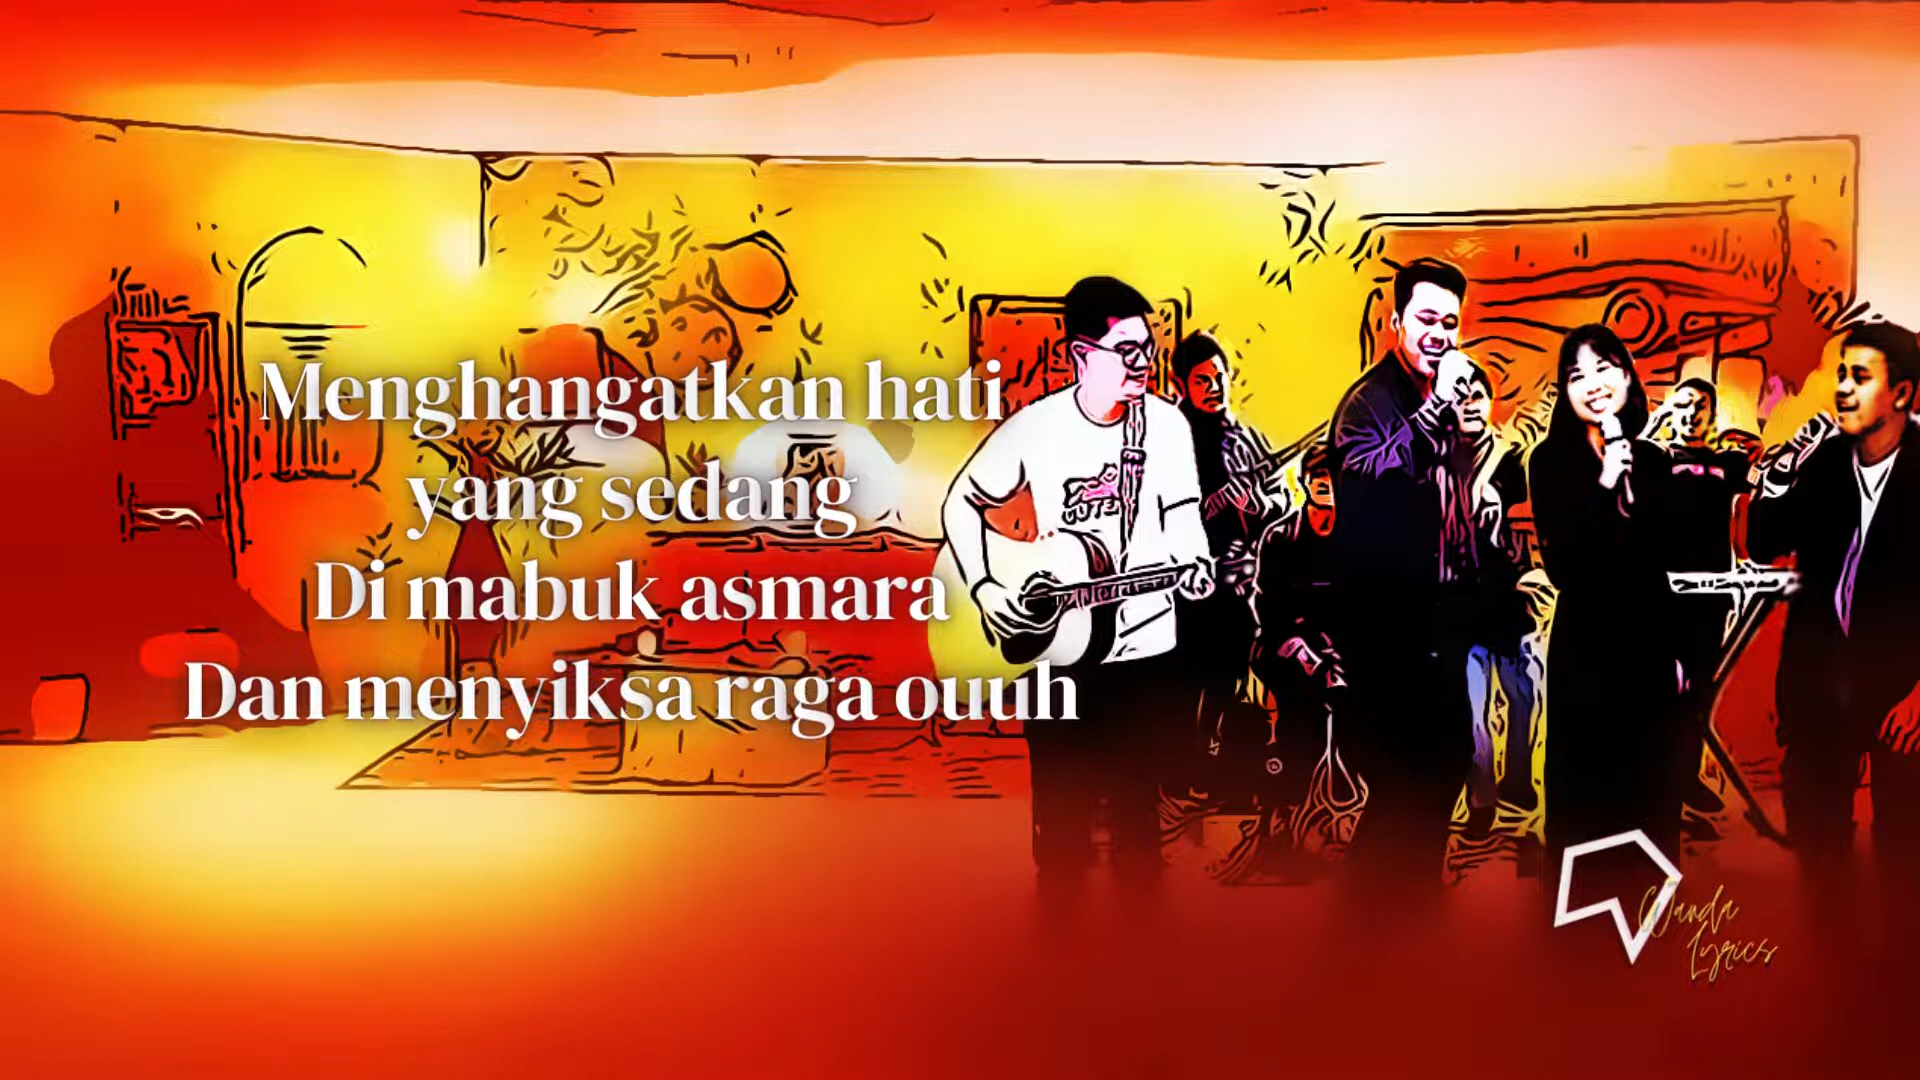 Menghangatkan hati
yang sedang
Di mabuk asmara
Dan menyiksa raga ouuh
Wanda
Lyrics